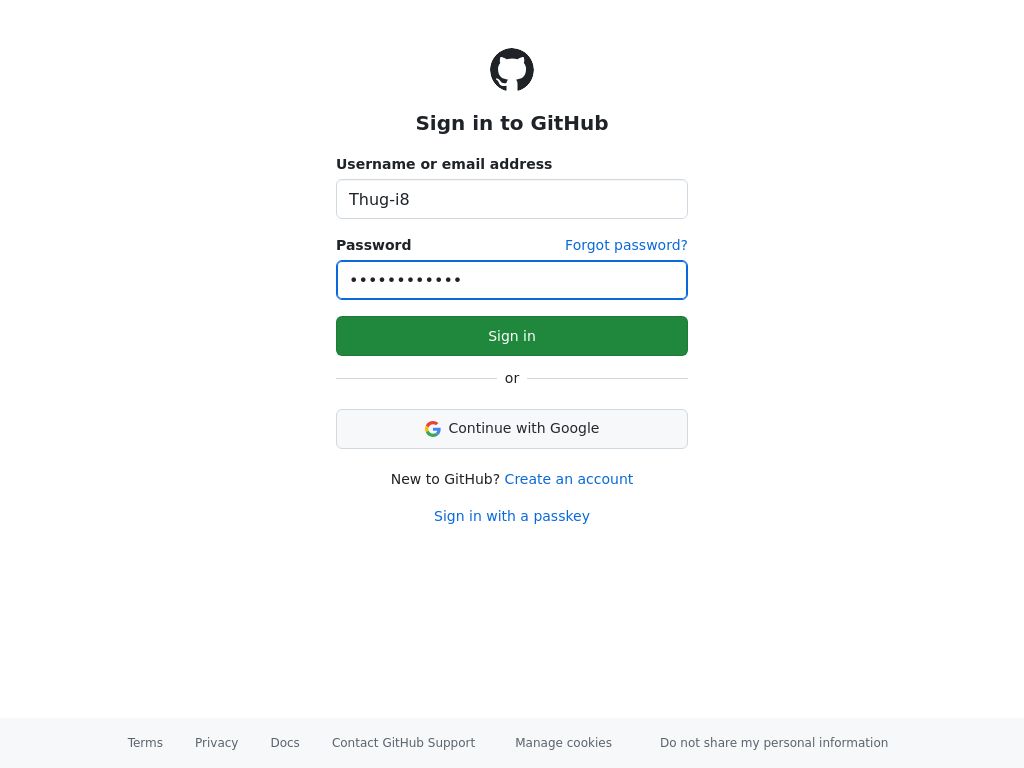 Sign in to GitHub
Username or email address
Thug-i8
Password Forgot password?
••••••••••••
Sign in
or
Continue with Google
New to GitHub? Create an account
Sign in with a passkey
Terms Privacy Docs Contact GitHub Support Manage cookies Do not share my personal information